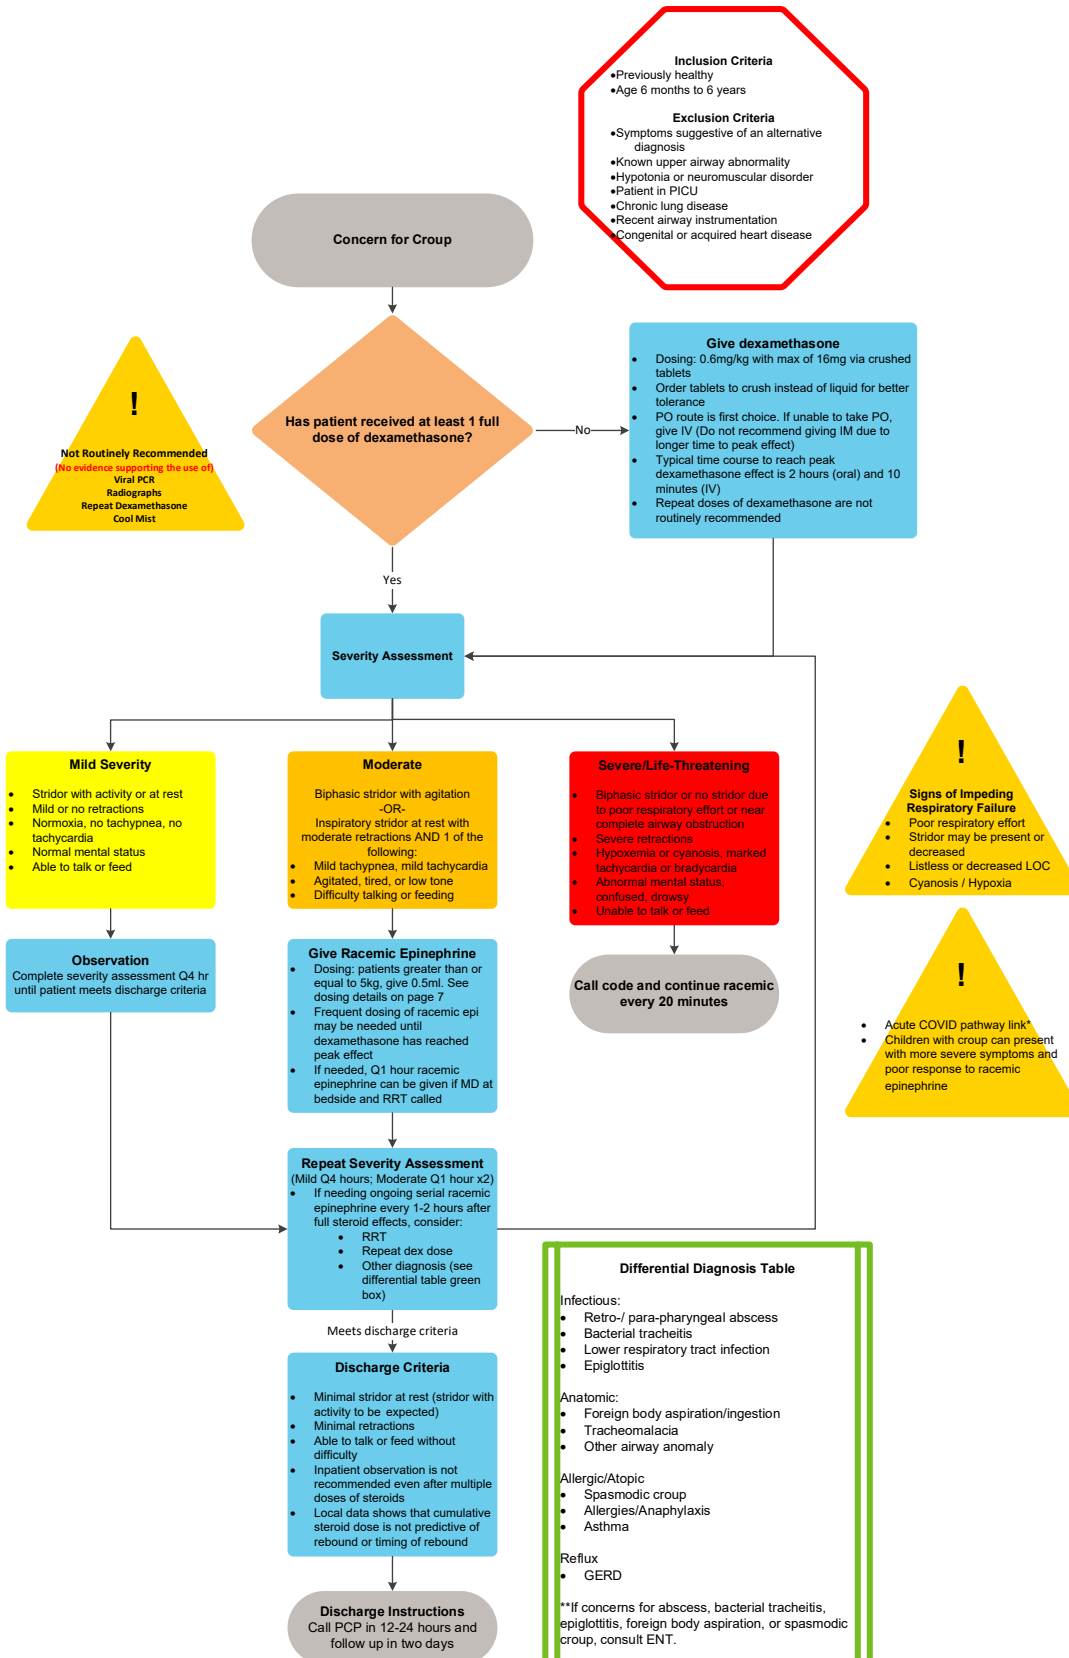 Inclusion Criteria
•Previously healthy
•Age 6 months to 6 years
Exclusion Criteria
•Symptoms suggestive of an alternative
diagnosis
•Known upper airway abnormality
•Hypotonia or neuromuscular disorder
•Patient in PICU
•Chronic lung disease
•Recent airway instrumentation
•Congenital or acquired heart disease
Concern for Croup
!
Not Routinely Recommended
(No evidence supporting the use of)
Viral PCR
Radiographs
Repeat Dexamethasone
Cool Mist
Has patient received at least 1 full
dose of dexamethasone?
No
Give dexamethasone
• Dosing: 0.6mg/kg with max of 16mg via crushed
tablets
• Order tablets to crush instead of liquid for better
tolerance
• PO route is first choice. If unable to take PO,
give IV (Do not recommend giving IM due to
longer time to peak effect)
• Typical time course to reach peak
dexamethasone effect is 2 hours (oral) and 10
minutes (IV)
• Repeat doses of dexamethasone are not
routinely recommended
Yes
Severity Assessment
Mild Severity
• Stridor with activity or at rest
• Mild or no retractions
• Normoxia, no tachypnea, no
tachycardia
• Normal mental status
• Able to talk or feed
Moderate
Biphasic stridor with agitation
-OR-
Inspiratory stridor at rest with
moderate retractions AND 1 of the
following:
• Mild tachypnea, mild tachycardia
• Agitated, tired, or low tone
• Difficulty talking or feeding
Severe/Life-Threatening
• Biphasic stridor or no stridor due
to poor respiratory effort or near
complete airway obstruction
• Severe retractions
• Hypoxemia or cyanosis, marked
tachycardia or bradycardia
• Abnormal mental status,
confused, drowsy
• Unable to talk or feed
!
Signs of Impeding
Respiratory Failure
• Poor respiratory effort
• Stridor may be present or
decreased
• Listless or decreased LOC
• Cyanosis / Hypoxia
Observation
Complete severity assessment Q4 hr
until patient meets discharge criteria
Give Racemic Epinephrine
• Dosing: patients greater than or
equal to 5kg, give 0.5ml. See
dosing details on page 7
• Frequent dosing of racemic epi
may be needed until
dexamethasone has reached
peak effect
• If needed, Q1 hour racemic
epinephrine can be given if MD at
bedside and RRT called
Call code and continue racemic
every 20 minutes
!
• Acute COVID pathway link*
• Children with croup can present
with more severe symptoms and
poor response to racemic
epinephrine
Repeat Severity Assessment
(Mild Q4 hours; Moderate Q1 hour x2)
• If needing ongoing serial racemic
epinephrine every 1-2 hours after
full steroid effects, consider:
• RRT
• Repeat dex dose
• Other diagnosis (see
differential table green
box)
Meets discharge criteria
Discharge Criteria
• Minimal stridor at rest (stridor with
activity to be expected)
• Minimal retractions
• Able to talk or feed without
difficulty
• Inpatient observation is not
recommended even after multiple
doses of steroids
• Local data shows that cumulative
steroid dose is not predictive of
rebound or timing of rebound
Discharge Instructions
Call PCP in 12-24 hours and
follow up in two days
Differential Diagnosis Table
Infectious:
• Retro-/ para-pharyngeal abscess
• Bacterial tracheitis
• Lower respiratory tract infection
• Epiglottitis
Anatomic:
• Foreign body aspiration/ingestion
• Tracheomalacia
• Other airway anomaly
Allergic/Atopic
• Spasmodic croup
• Allergies/Anaphylaxis
• Asthma
Reflux
• GERD
**If concerns for abscess, bacterial tracheitis,
epiglottitis, foreign body aspiration, or spasmodic
croup, consult ENT.